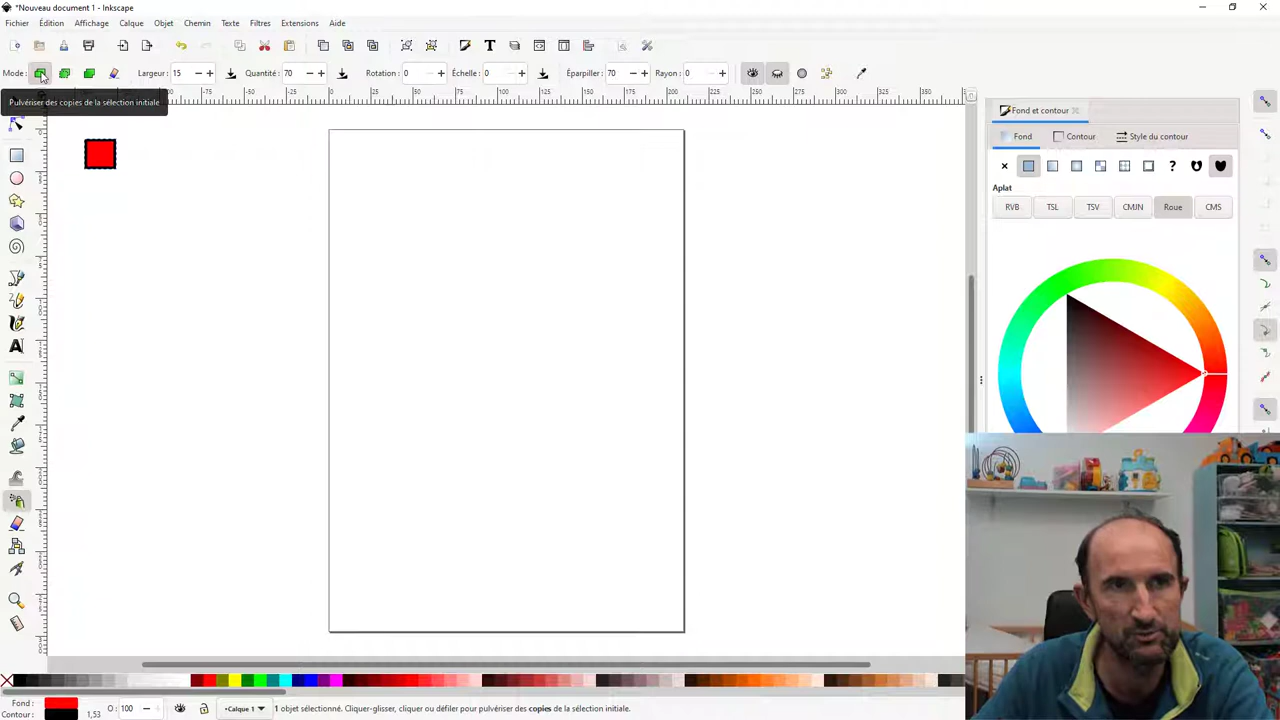 *Nouveau document 1 - Inkscape
Fichier Édition Affichage Calque Objet Chemin Texte Filtres Extensions Aide
Mode : Largeur : 15 − + Quantité : 70 − + Rotation : 0 − + Échelle : 0 − + Éparpiller : 70 − + Rayon : 0 − +
Pulvériser des copies de la sélection initiale
Fond et contour
Fond Contour Style du contour
Aplat
RVB TSL TSV CMJN Roue CMS
Fond :
Contour : 1,53 O : 100 − + •Calque 1 1 objet sélectionné. Cliquer-glisser, cliquer ou défiler pour pulvériser des copies de la sélection initiale.